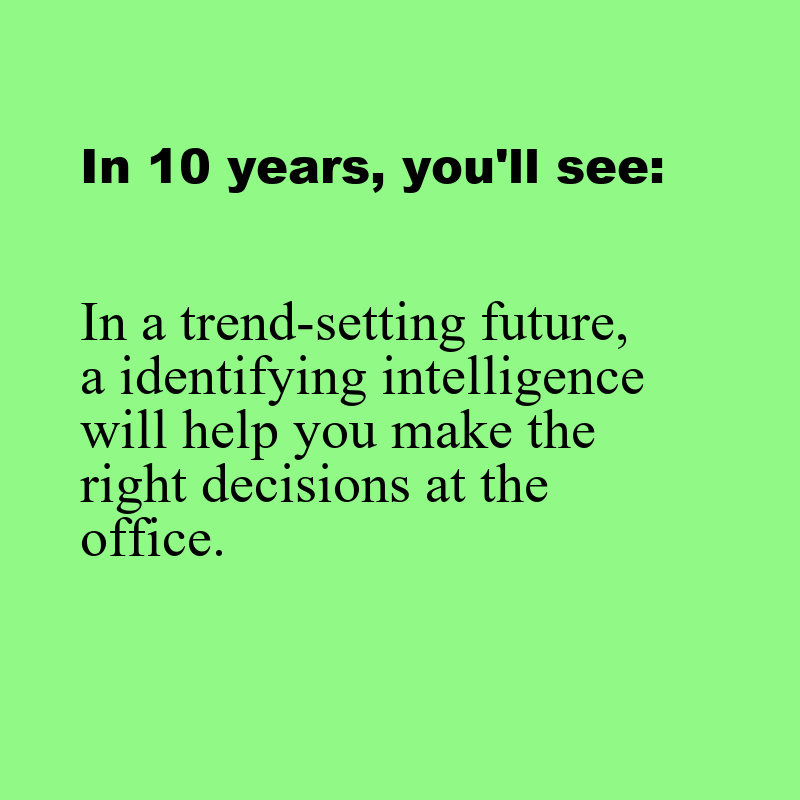 In 10 years, you'll see:
In a trend-setting future,
a identifying intelligence
will help you make the
right decisions at the
office.